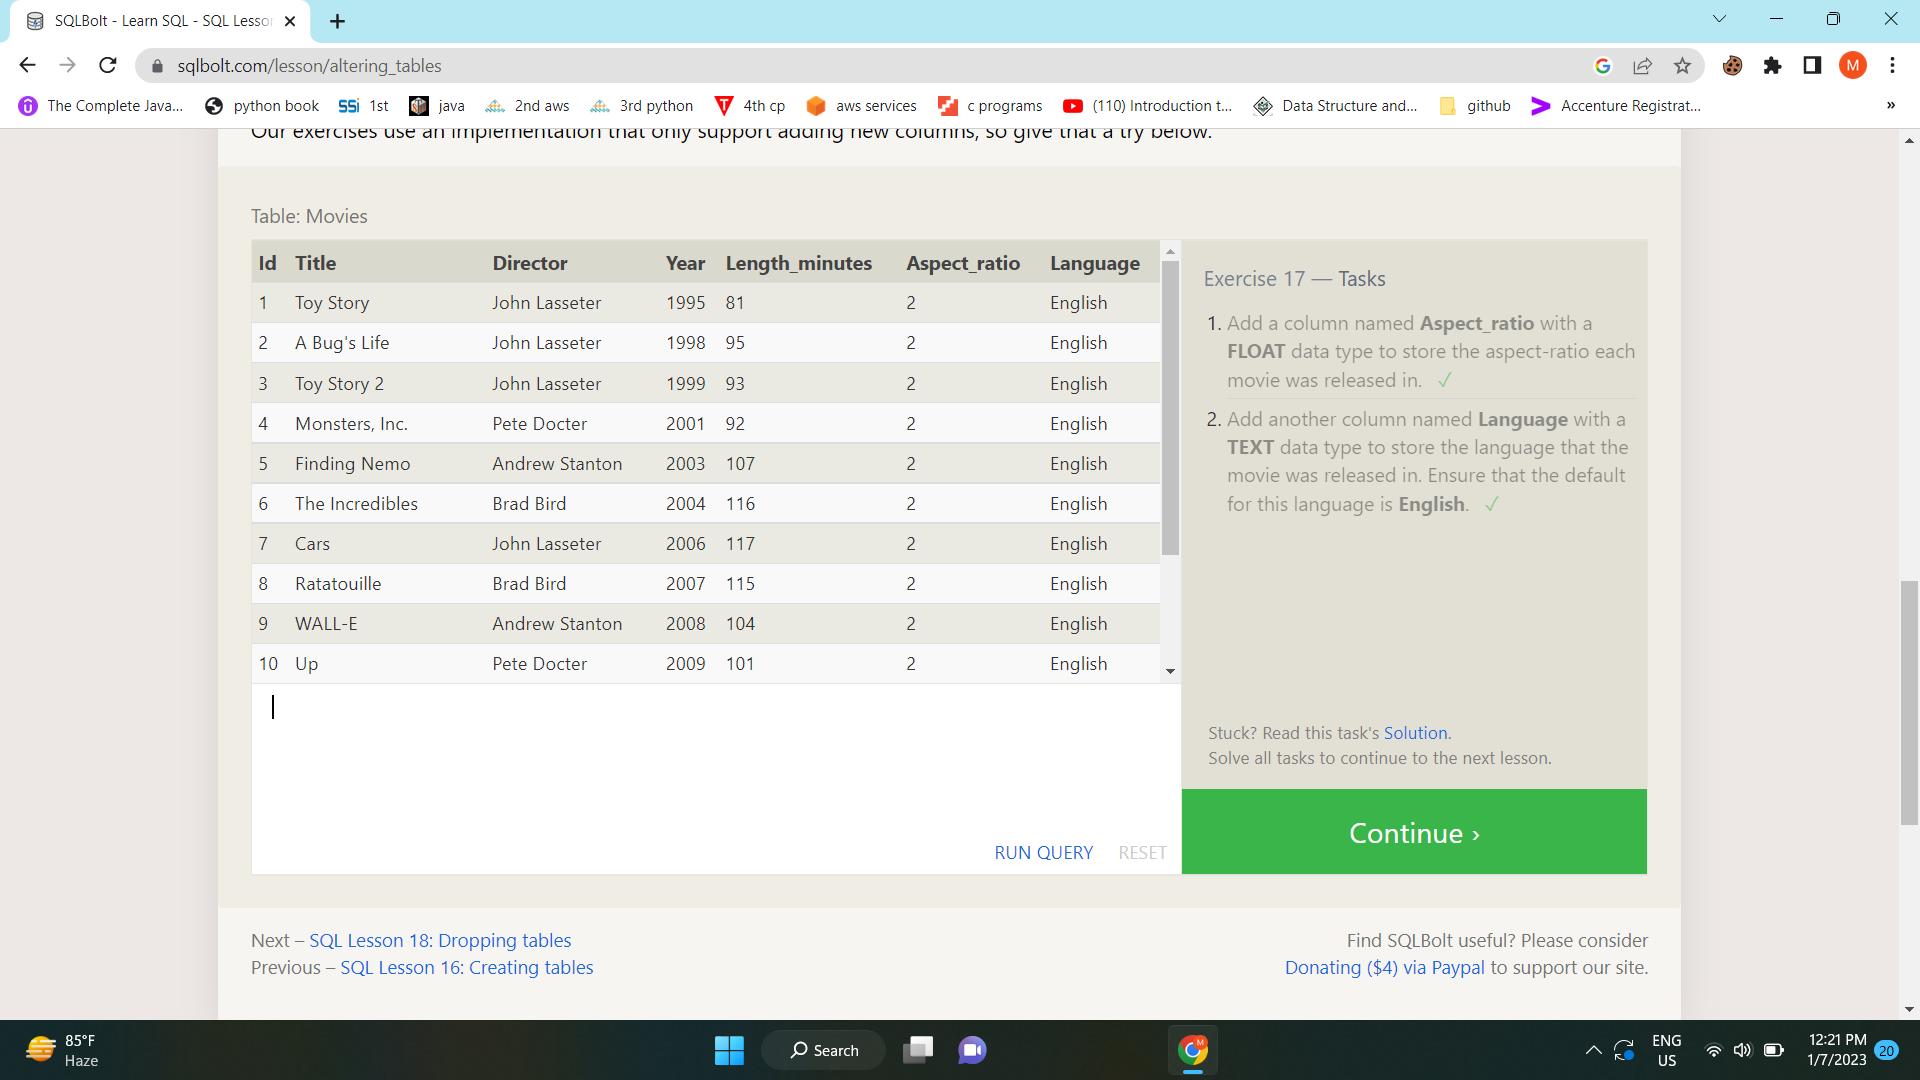 SQLBolt - Learn SQL - SQL Lesso
sqlbolt.com/lesson/altering_tables
M
The Complete Java... python book SSi 1st java 2nd aws 3rd python 4th cp aws services c programs (110) Introduction t... Data Structure and... github Accenture Registrat... »
Our exercises use an implementation that only support adding new columns, so give that a try below.
Table: Movies
Id Title Director Year Length_minutes Aspect_ratio Language
1 Toy Story John Lasseter 1995 81 2 English
2 A Bug's Life John Lasseter 1998 95 2 English
3 Toy Story 2 John Lasseter 1999 93 2 English
4 Monsters, Inc. Pete Docter 2001 92 2 English
5 Finding Nemo Andrew Stanton 2003 107 2 English
6 The Incredibles Brad Bird 2004 116 2 English
7 Cars John Lasseter 2006 117 2 English
8 Ratatouille Brad Bird 2007 115 2 English
9 WALL-E Andrew Stanton 2008 104 2 English
10 Up Pete Docter 2009 101 2 English
RUN QUERY RESET
Exercise 17 — Tasks
1. Add a column named Aspect_ratio with a
FLOAT data type to store the aspect-ratio each
movie was released in. ✓
2. Add another column named Language with a
TEXT data type to store the language that the
movie was released in. Ensure that the default
for this language is English. ✓
Stuck? Read this task's Solution.
Solve all tasks to continue to the next lesson.
Continue ›
Next – SQL Lesson 18: Dropping tables
Previous – SQL Lesson 16: Creating tables
Find SQLBolt useful? Please consider
Donating ($4) via Paypal to support our site.
85°F
Haze
Search
M
ENG
US
12:21 PM
1/7/2023
20